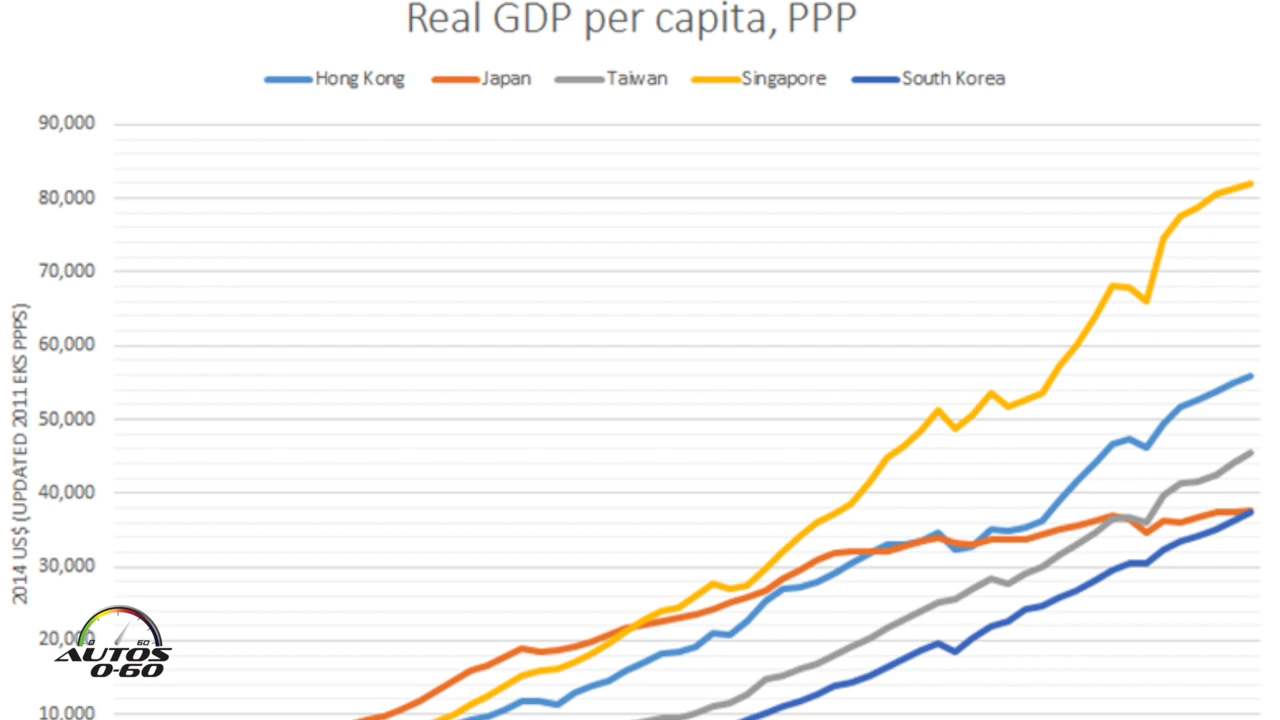 Real GDP per capita, PPP
Hong Kong Japan Taiwan Singapore South Korea
90,000
80,000
70,000
60,000
50,000
40,000
30,000
20,000
10,000
2014 US$ (UPDATED 2011 EKS PPPS)
0 60
AUTOS
0-60